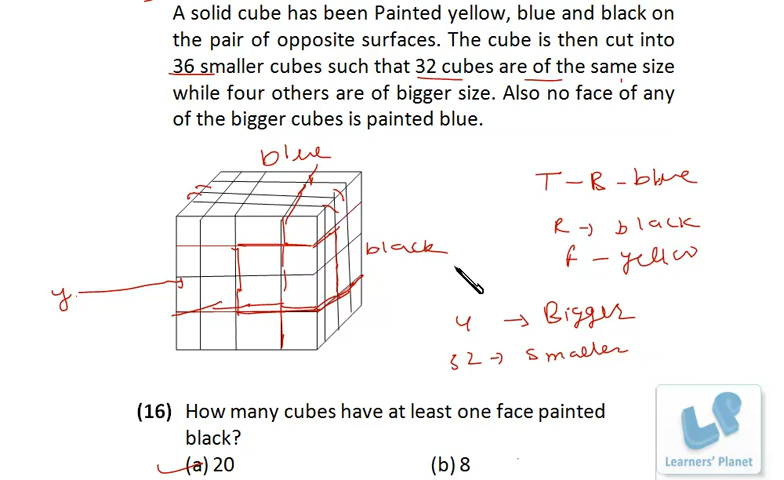 A solid cube has been Painted yellow, blue and black on
the pair of opposite surfaces. The cube is then cut into
36 smaller cubes such that 32 cubes are of the same size
while four others are of bigger size. Also no face of any
of the bigger cubes is painted blue.
blue
T - B - blue
R → black
black
f - yellow
y
4 → Bigger
32 → smaller
(16) How many cubes have at least one face painted
black?
(a) 20 (b) 8
LP
Learners' Planet